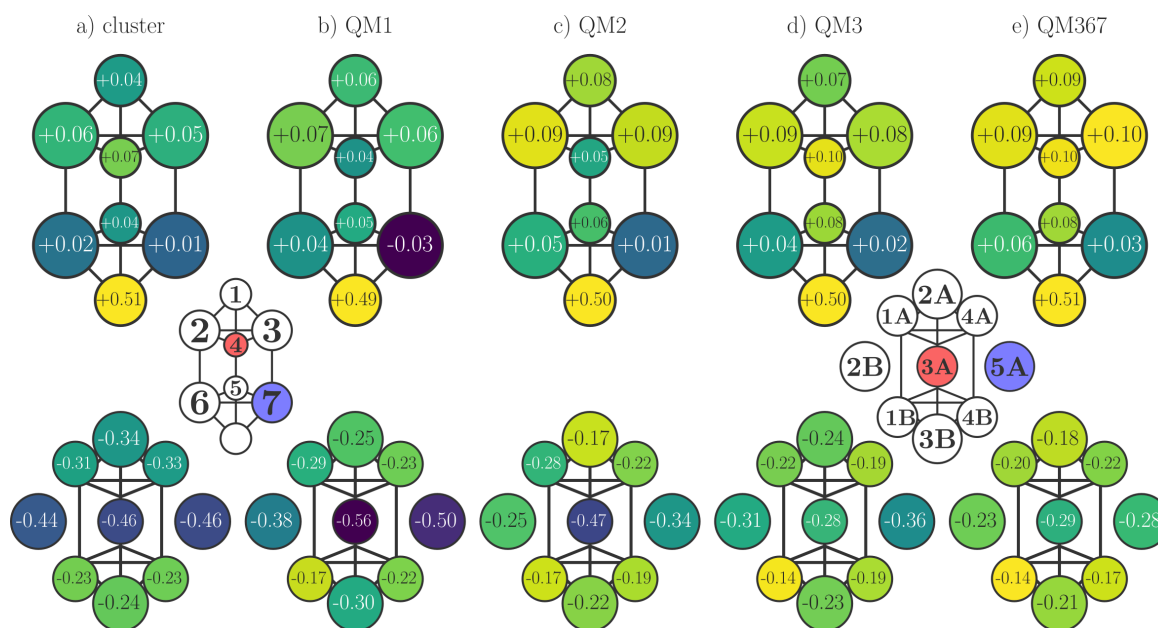 a) cluster b) QM1 c) QM2 d) QM3 e) QM367
+0.04 +0.06 +0.08 +0.07 +0.09
+0.06 +0.05 +0.07 +0.06 +0.09 +0.09 +0.09 +0.08 +0.09 +0.10
+0.07 +0.04 +0.05 +0.10 +0.10
+0.04 +0.05 +0.06 +0.08 +0.08
+0.02 +0.01 +0.04 -0.03 +0.05 +0.01 +0.04 +0.02 +0.06 +0.03
+0.51 +0.49 +0.50 +0.50 +0.51
1 2A
2 3 1A 4A
4 2B 3A 5A
5
6 7 1B 4B
3B
-0.34 -0.25 -0.17 -0.24 -0.18
-0.31 -0.33 -0.29 -0.23 -0.28 -0.22 -0.22 -0.19 -0.20 -0.22
-0.44 -0.46 -0.46 -0.38 -0.56 -0.50 -0.25 -0.47 -0.34 -0.31 -0.28 -0.36 -0.23 -0.29 -0.28
-0.23 -0.23 -0.17 -0.22 -0.17 -0.19 -0.14 -0.19 -0.14 -0.17
-0.24 -0.30 -0.22 -0.23 -0.21